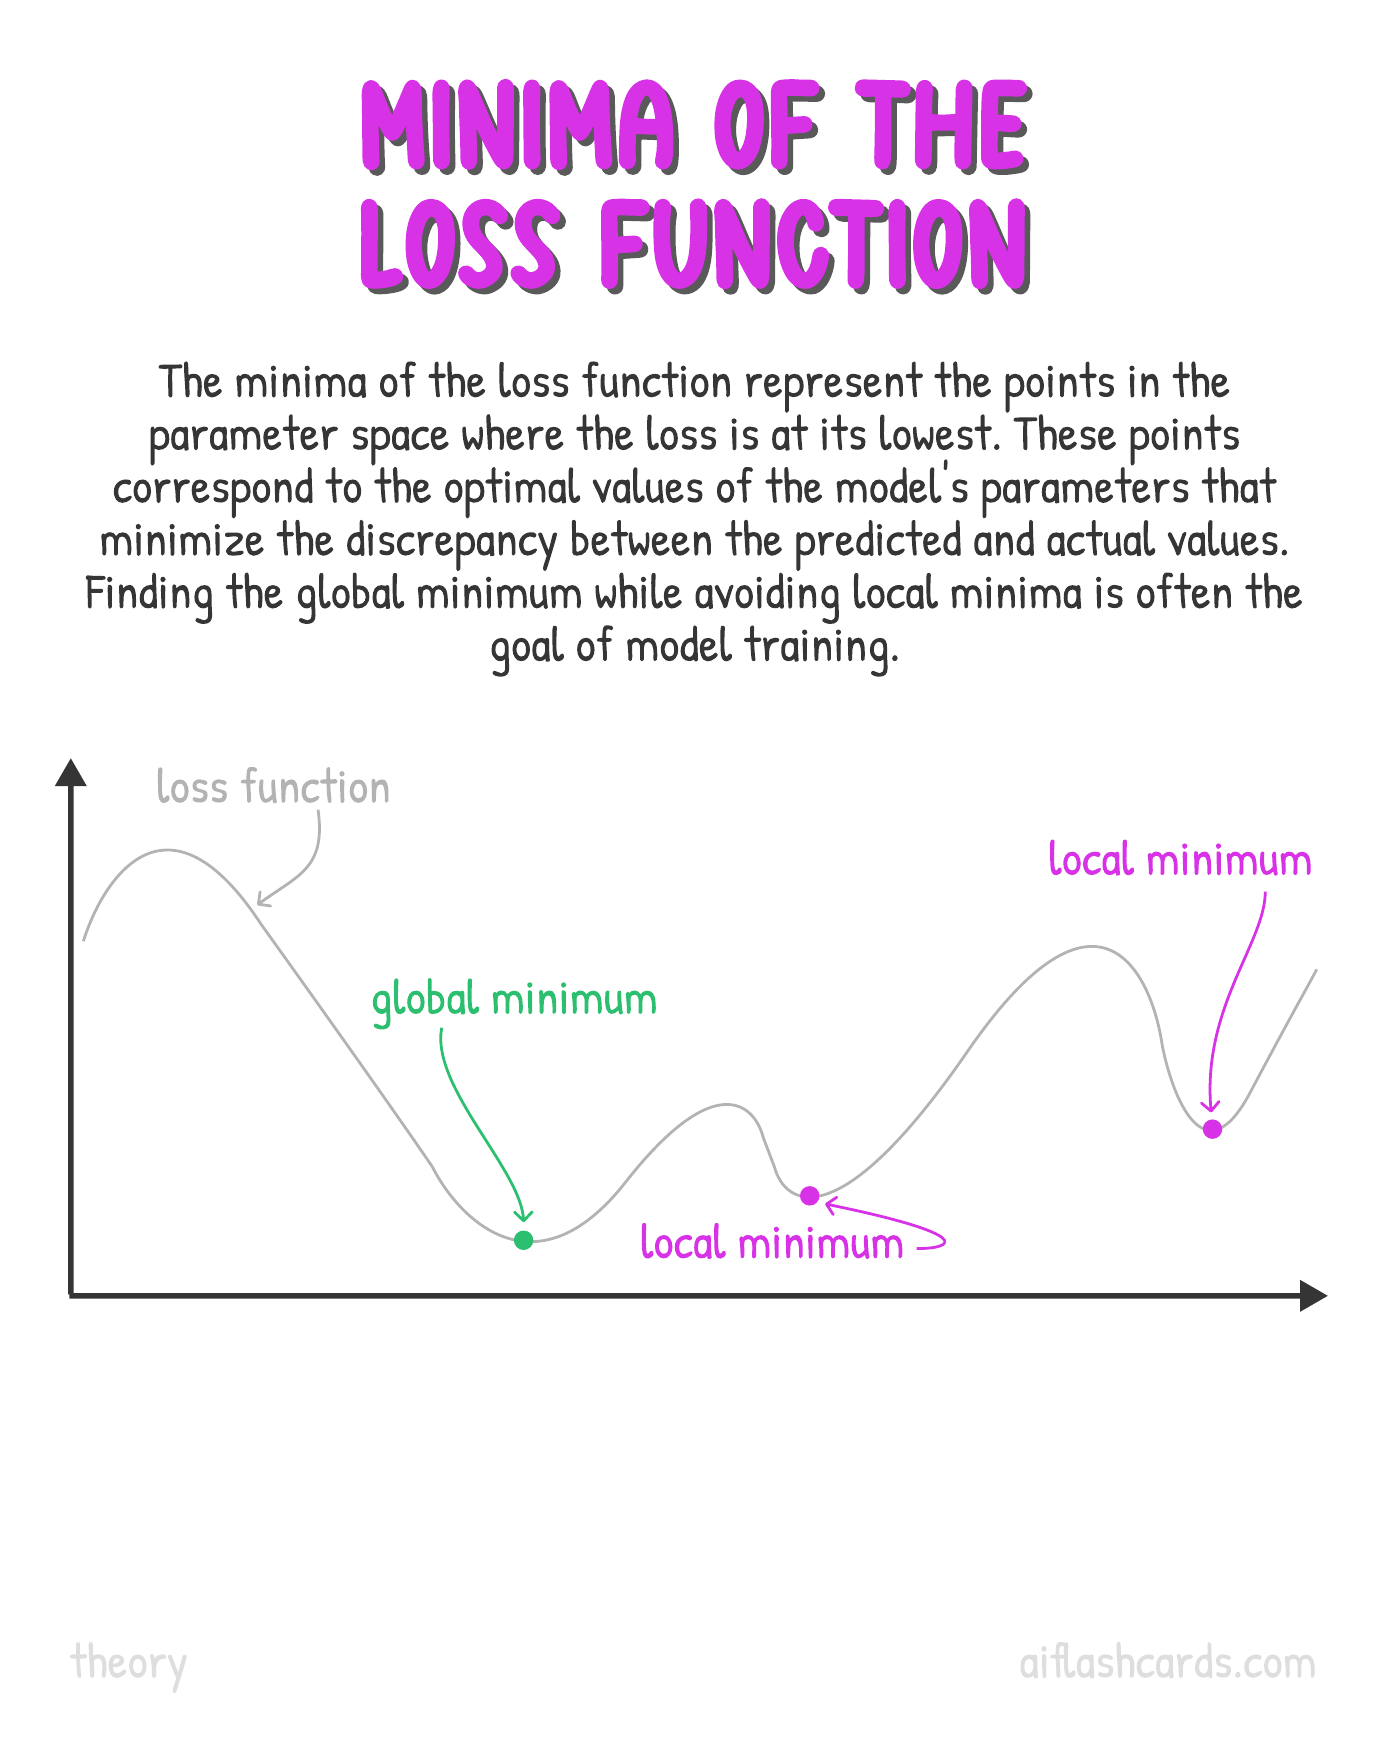 MINIMA OF THE
LOSS FUNCTION
The minima of the loss function represent the points in the
parameter space where the loss is at its lowest. These points
correspond to the optimal values of the model's parameters that
minimize the discrepancy between the predicted and actual values.
Finding the global minimum while avoiding local minima is often the
goal of model training.
loss function
local minimum
global minimum
local minimum
theory
aiflashcards.com